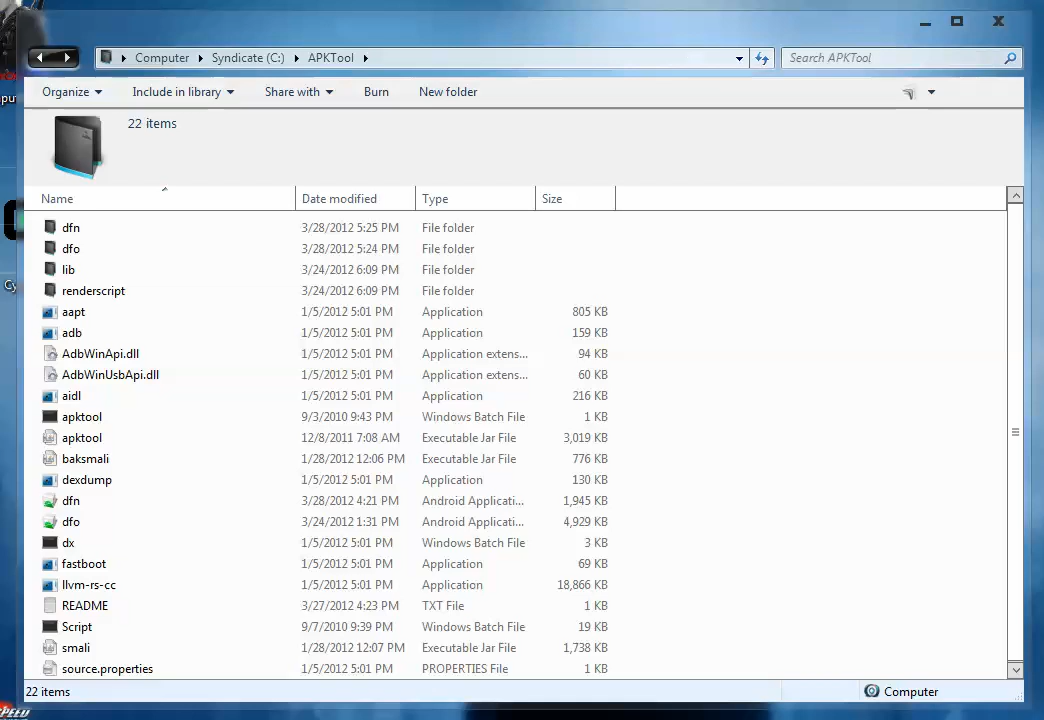 Computer Syndicate (C:) APKTool Search APKTool
Organize Include in library Share with Burn New folder
22 items
Name Date modified Type Size
dfn 3/28/2012 5:25 PM File folder
dfo 3/28/2012 5:24 PM File folder
lib 3/24/2012 6:09 PM File folder
renderscript 3/24/2012 6:09 PM File folder
aapt 1/5/2012 5:01 PM Application 805 KB
adb 1/5/2012 5:01 PM Application 159 KB
AdbWinApi.dll 1/5/2012 5:01 PM Application extens... 94 KB
AdbWinUsbApi.dll 1/5/2012 5:01 PM Application extens... 60 KB
aidl 1/5/2012 5:01 PM Application 216 KB
apktool 9/3/2010 9:43 PM Windows Batch File 1 KB
apktool 12/8/2011 7:08 AM Executable Jar File 3,019 KB
baksmali 1/28/2012 12:06 PM Executable Jar File 776 KB
dexdump 1/5/2012 5:01 PM Application 130 KB
dfn 3/28/2012 4:21 PM Android Applicati... 1,945 KB
dfo 3/24/2012 1:31 PM Android Applicati... 4,929 KB
dx 1/5/2012 5:01 PM Windows Batch File 3 KB
fastboot 1/5/2012 5:01 PM Application 69 KB
llvm-rs-cc 1/5/2012 5:01 PM Application 18,866 KB
README 3/27/2012 4:23 PM TXT File 1 KB
Script 9/7/2010 9:39 PM Windows Batch File 19 KB
smali 1/28/2012 12:07 PM Executable Jar File 1,738 KB
source.properties 1/5/2012 5:01 PM PROPERTIES File 1 KB
22 items Computer